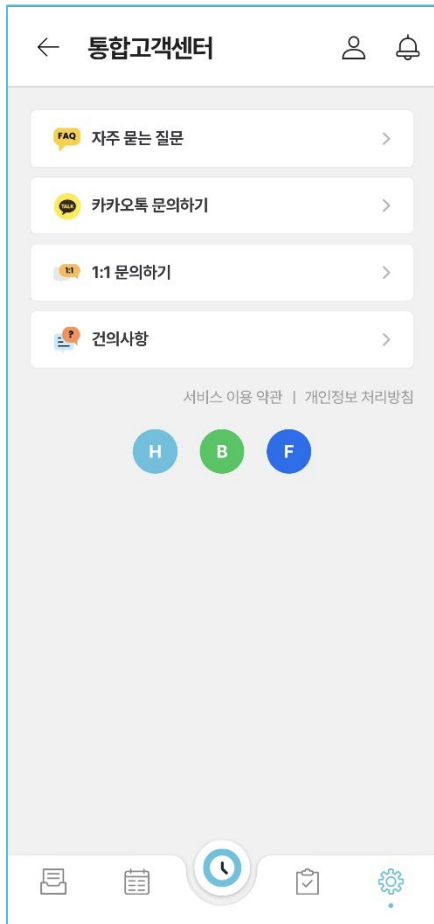 통합고객센터
FAQ 자주 묻는 질문
TALK 카카오톡 문의하기
1:1 1:1 문의하기
? 건의사항
서비스 이용 약관 | 개인정보 처리방침
H B F